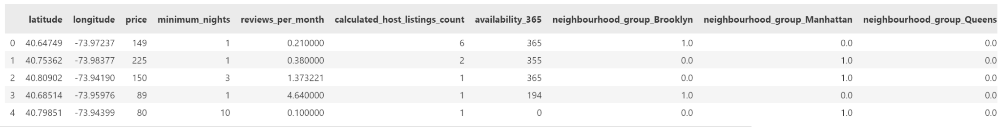 latitude longitude price minimum_nights reviews_per_month calculated_host_listings_count availability_365 neighbourhood_group_Brooklyn neighbourhood_group_Manhattan neighbourhood_group_Queens
0 40.64749 -73.97237 149 1 0.210000 6 365 1.0 0.0 0.0
1 40.75362 -73.98377 225 1 0.380000 2 355 0.0 1.0 0.0
2 40.80902 -73.94190 150 3 1.373221 1 365 0.0 1.0 0.0
3 40.68514 -73.95976 89 1 4.640000 1 194 1.0 0.0 0.0
4 40.79851 -73.94399 80 10 0.100000 1 0 0.0 1.0 0.0